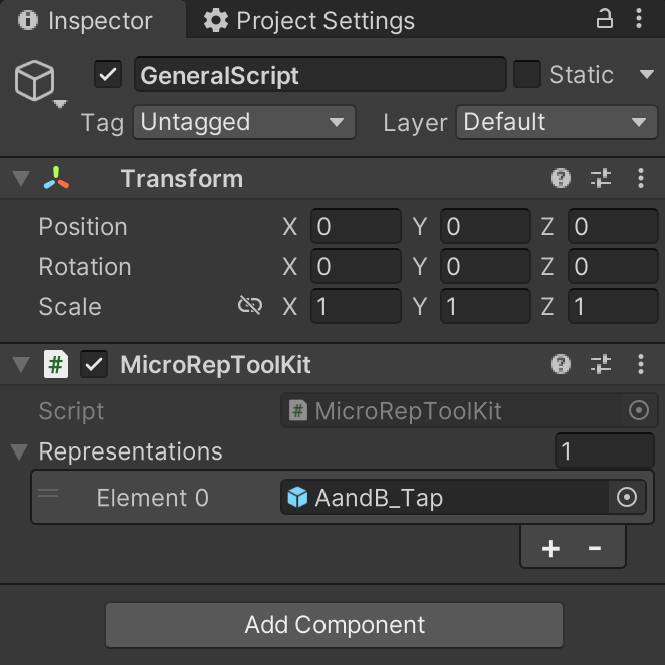 Inspector Project Settings
GeneralScript Static
Tag Untagged Layer Default
Transform
Position X 0 Y 0 Z 0
Rotation X 0 Y 0 Z 0
Scale X 1 Y 1 Z 1
# MicroRepToolKit
Script # MicroRepToolKit
Representations 1
Element 0 AandB_Tap
+ -
Add Component